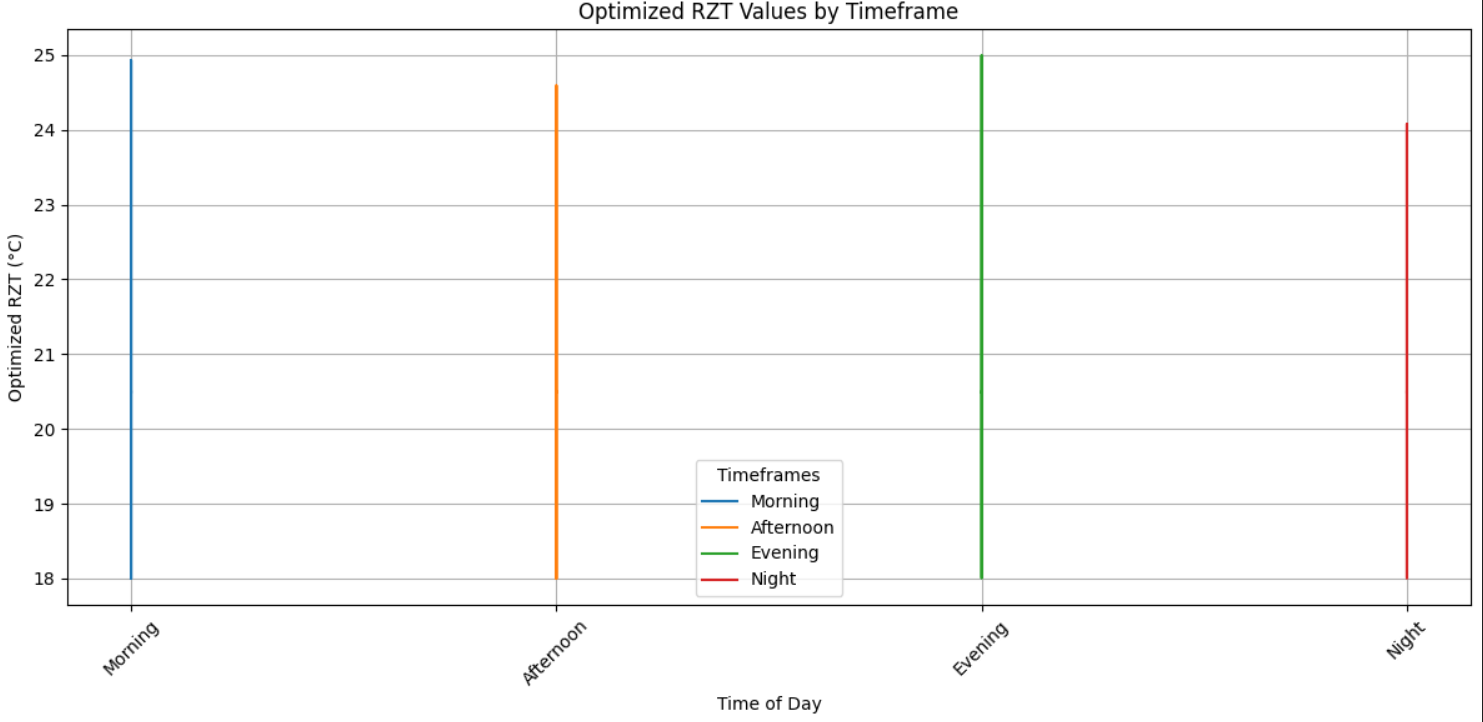 Optimized RZT Values by Timeframe
Optimized RZT (°C)
25
24
23
22
21
20
19
18
Timeframes
Morning
Afternoon
Evening
Night
Morning
Afternoon
Evening
Night
Time of Day